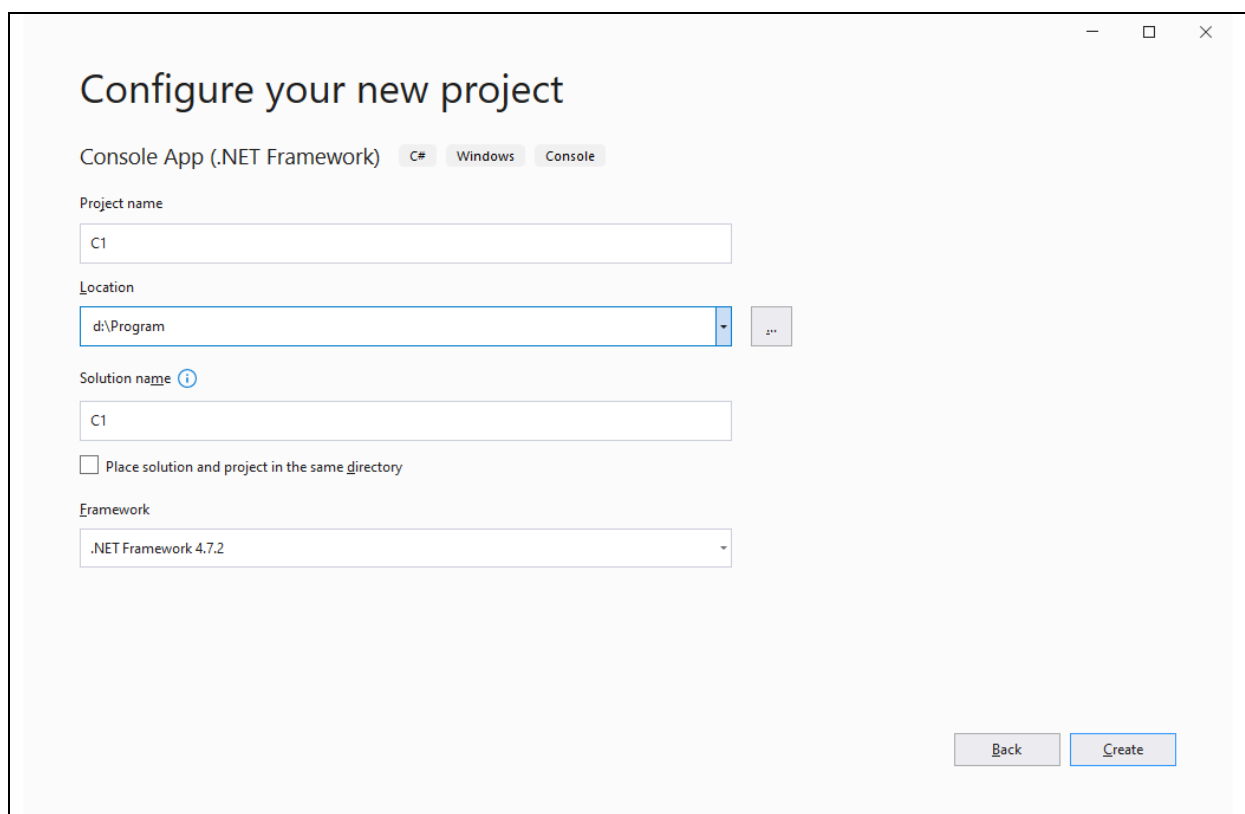 Configure your new project
Console App (.NET Framework) C# Windows Console
Project name
C1
Location
d:\Program
...
Solution name
C1
Place solution and project in the same directory
Framework
.NET Framework 4.7.2
Back Create